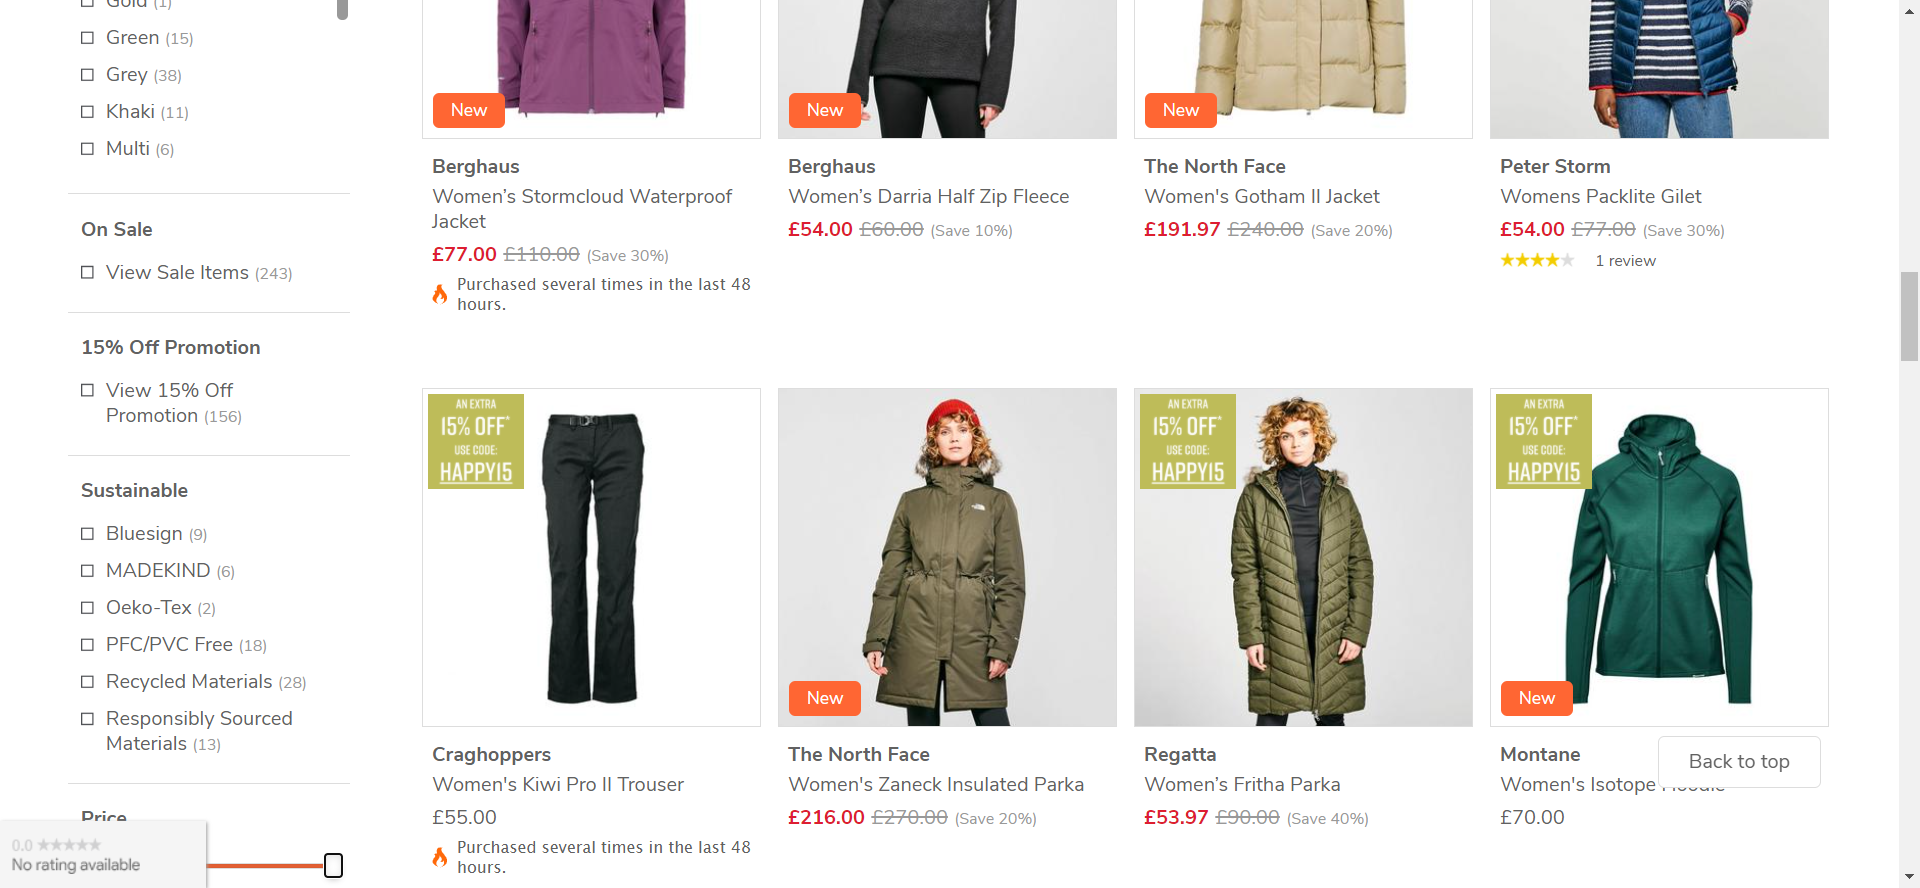 Gold (1)
Green (15)
Grey (38)
Khaki (11)
Multi (6)
On Sale
View Sale Items (243)
15% Off Promotion
View 15% Off
Promotion (156)
Sustainable
Bluesign (9)
MADEKIND (6)
Oeko-Tex (2)
PFC/PVC Free (18)
Recycled Materials (28)
Responsibly Sourced
Materials (13)
Price
0.0
No rating available
New
Berghaus
Women’s Stormcloud Waterproof
Jacket
£77.00 £110.00 (Save 30%)
Purchased several times in the last 48
hours.
New
Berghaus
Women’s Darria Half Zip Fleece
£54.00 £60.00 (Save 10%)
New
The North Face
Women's Gotham II Jacket
£191.97 £240.00 (Save 20%)
Peter Storm
Womens Packlite Gilet
£54.00 £77.00 (Save 30%)
1 review
AN EXTRA
15% OFF*
USE CODE:
HAPPY15
Craghoppers
Women's Kiwi Pro II Trouser
£55.00
Purchased several times in the last 48
hours.
New
The North Face
Women's Zaneck Insulated Parka
£216.00 £270.00 (Save 20%)
AN EXTRA
15% OFF*
USE CODE:
HAPPY15
Regatta
Women’s Fritha Parka
£53.97 £90.00 (Save 40%)
AN EXTRA
15% OFF*
USE CODE:
HAPPY15
New
Montane
Women's Isotope
£70.00
Back to top